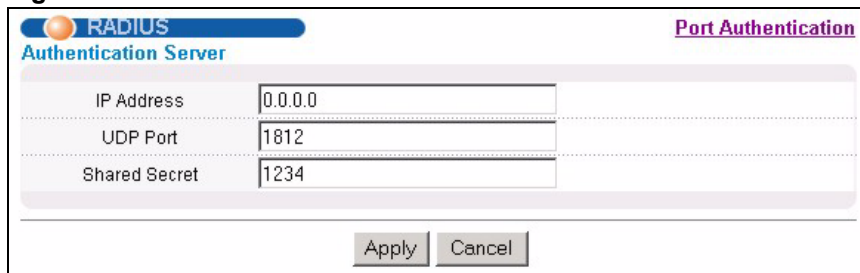 RADIUS Port Authentication
Authentication Server
IP Address 0.0.0.0
UDP Port 1812
Shared Secret 1234
Apply Cancel